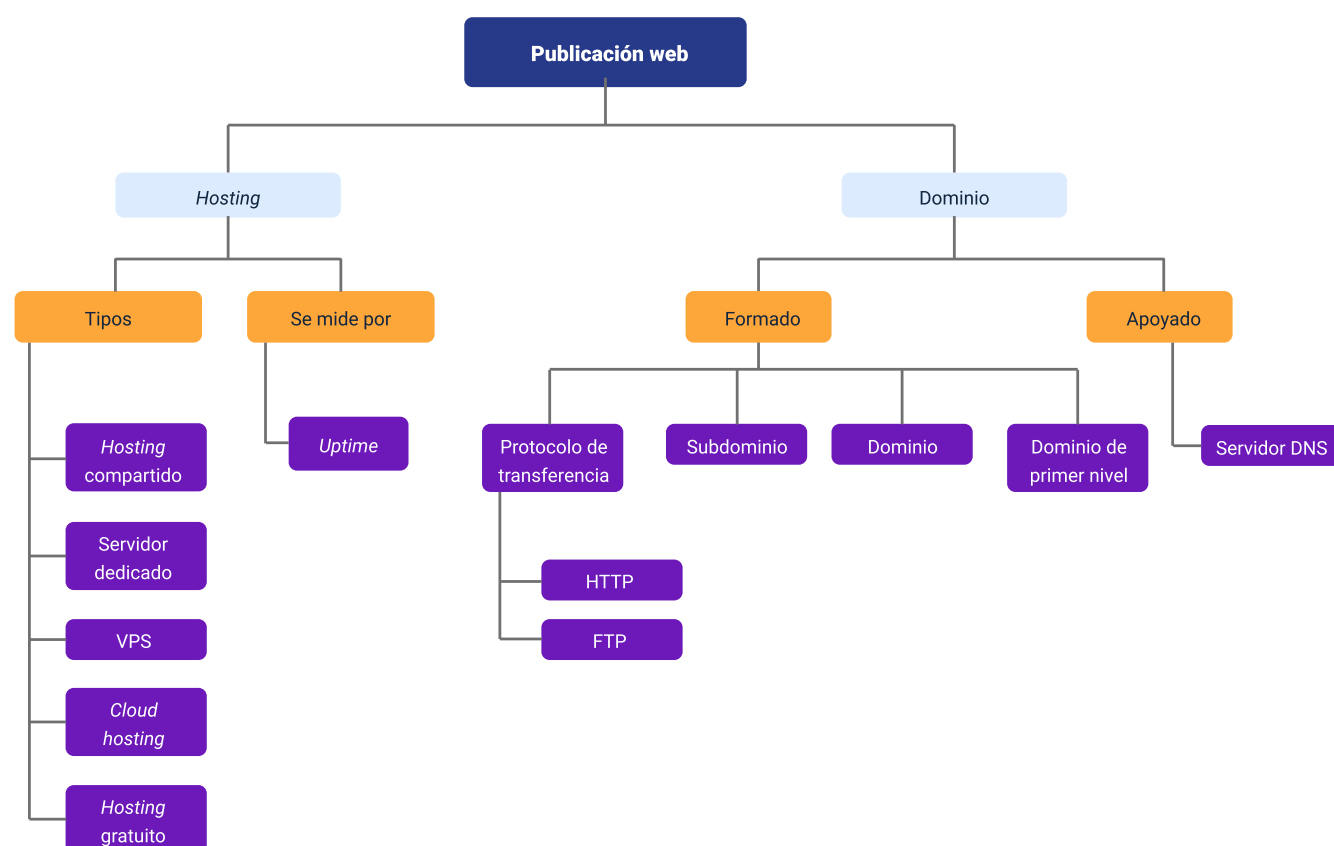 Publicación web
Hosting
Dominio
Tipos
Se mide por
Formado
Apoyado
Hosting
compartido
Uptime
Protocolo de
transferencia
Subdominio
Dominio
Dominio de
primer nivel
Servidor DNS
Servidor
dedicado
HTTP
VPS
FTP
Cloud
hosting
Hosting
gratuito